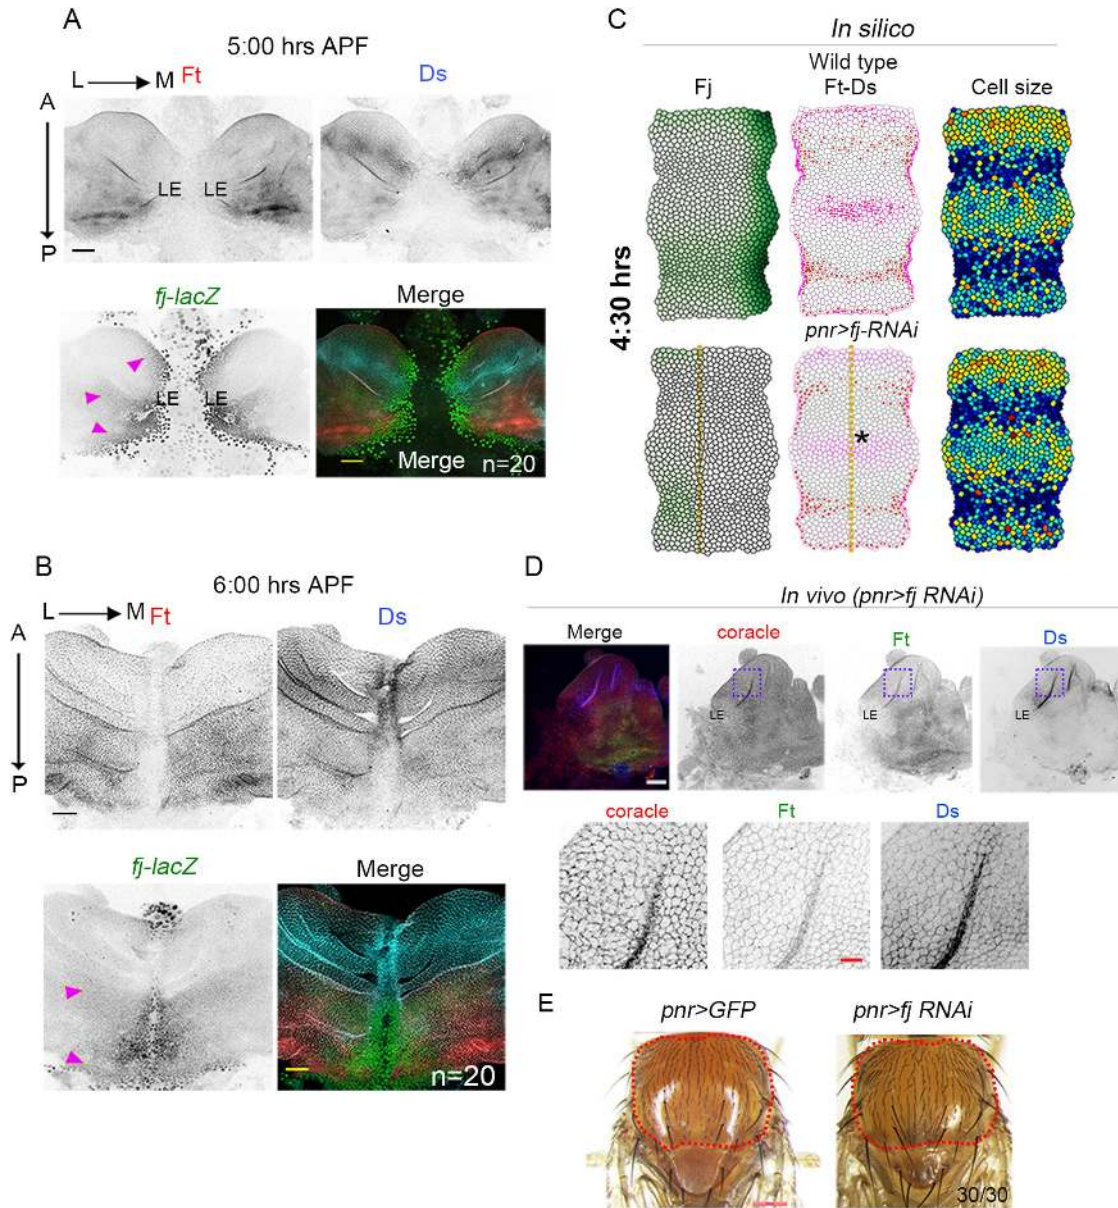 A
5:00 hrs APF
L M Ft Ds
A
LE LE
P
fj-lacZ Merge
LE LE
Merge n=20
B
6:00 hrs APF
L M Ft Ds
A
P
fj-lacZ Merge
n=20
C
In silico
Wild type
Fj Ft-Ds Cell size
4:30 hrs
pnr>fj-RNAi
*
D
In vivo (pnr>fj RNAi)
Merge coracle Ft Ds
LE LE LE
coracle Ft Ds
E
pnr>GFP pnr>fj RNAi
30/30